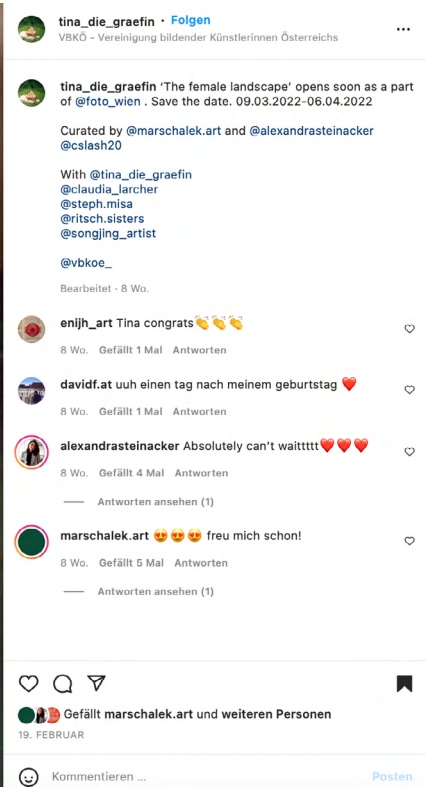 tina_die_graefin • Folgen
VBKÖ - Vereinigung bildender Künstlerinnen Österreichs
tina_die_graefin ‘The female landscape’ opens soon as a part
of @foto_wien . Save the date. 09.03.2022-06.04.2022
Curated by @marschalek.art and @alexandrasteinacker
@cslash20
With @tina_die_graefin
@claudia_larcher
@steph.misa
@ritsch.sisters
@songjing_artist
@vbkoe_
Bearbeitet · 8 Wo.
enijh_art Tina congrats👏👏👏
8 Wo. Gefällt 1 Mal Antworten
davidf.at uuh einen tag nach meinem geburtstag ❤️
8 Wo. Gefällt 1 Mal Antworten
alexandrasteinacker Absolutely can’t waittttt❤️❤️❤️
8 Wo. Gefällt 4 Mal Antworten
Antworten ansehen (1)
marschalek.art 😍😍😍 freu mich schon!
8 Wo. Gefällt 5 Mal Antworten
Antworten ansehen (1)
Gefällt marschalek.art und weiteren Personen
19. FEBRUAR
Kommentieren ...
Posten